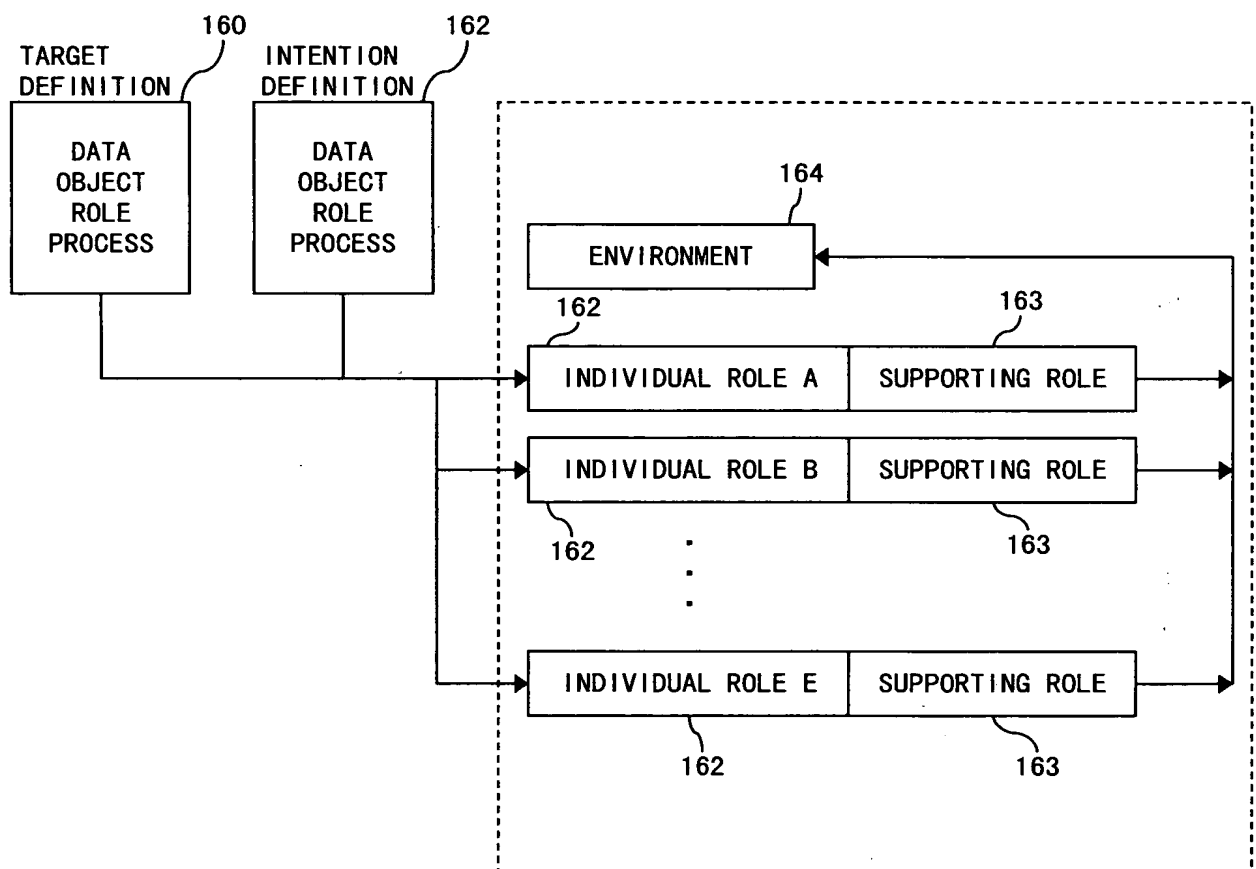 160
TARGET
DEFINITION
162
INTENTION
DEFINITION
DATA
OBJECT
ROLE
PROCESS
DATA
OBJECT
ROLE
PROCESS
164
ENVIRONMENT
162
163
INDIVIDUAL ROLE A
SUPPORTING ROLE
INDIVIDUAL ROLE B
SUPPORTING ROLE
162
163
INDIVIDUAL ROLE E
SUPPORTING ROLE
162
163